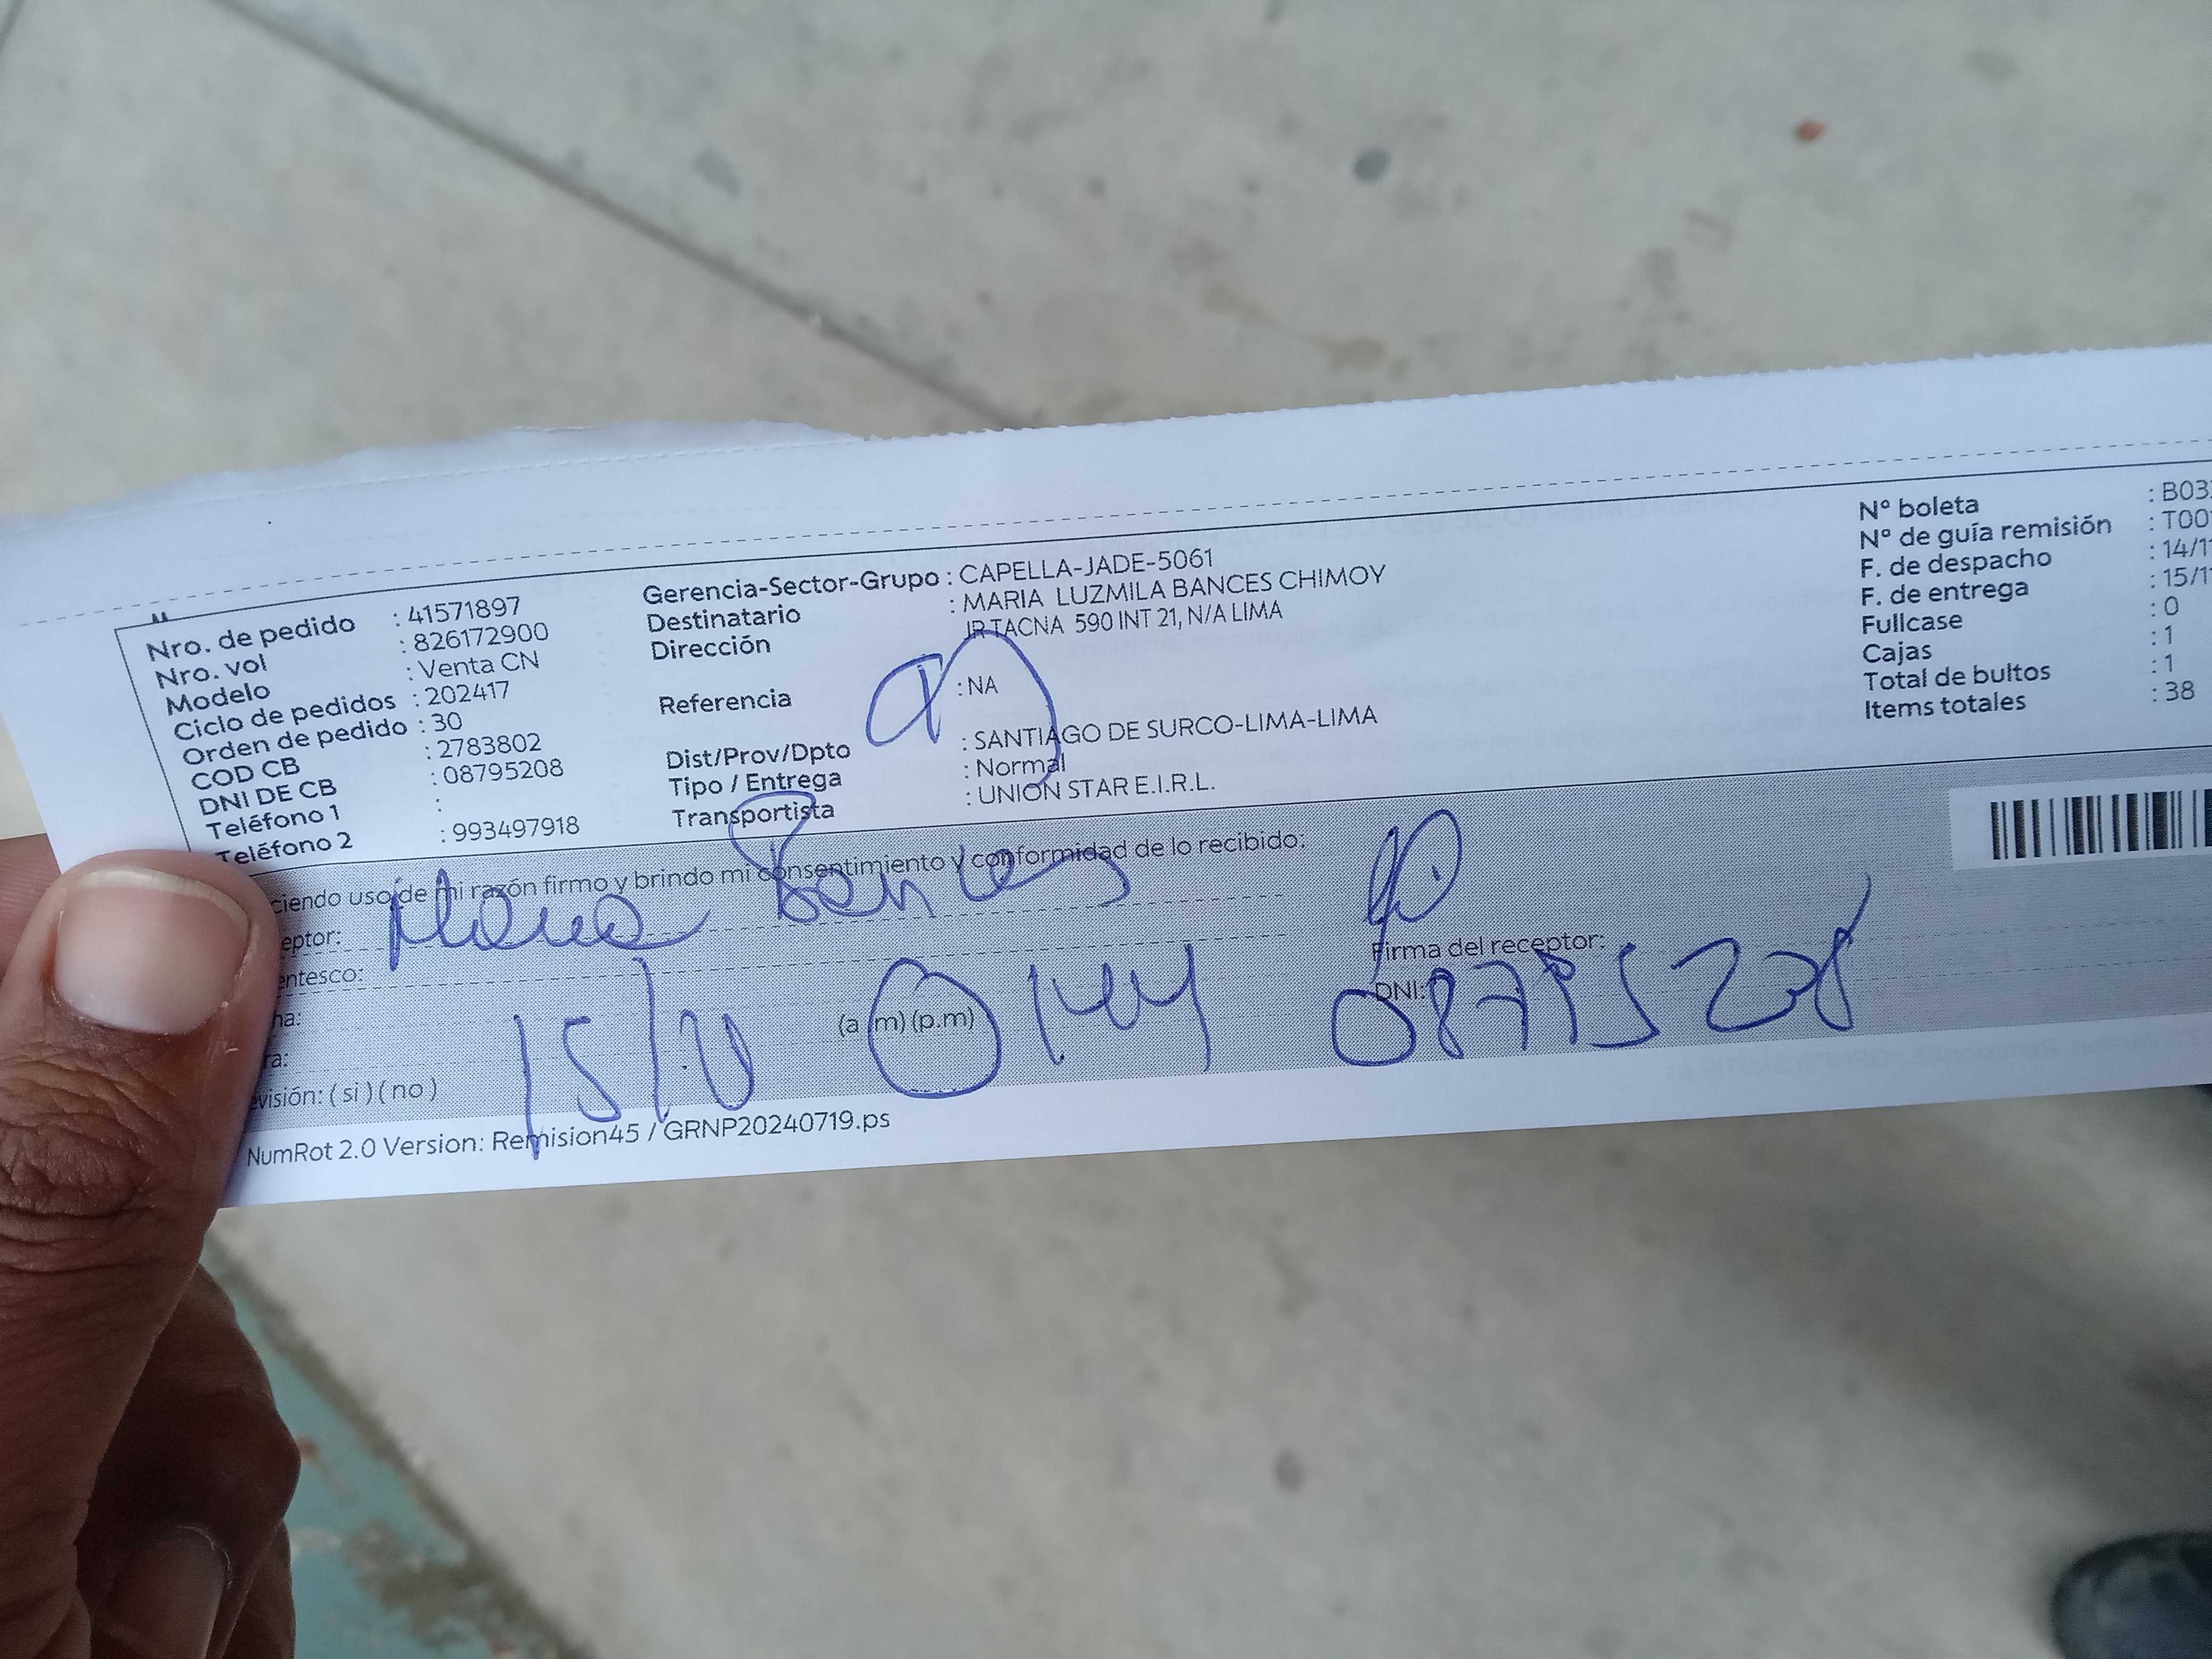 Nro. de pedido : 41571897
Nro. vol : 826172900
Modelo : Venta CN
Ciclo de pedidos : 202417
Orden de pedido : 30
COD CB : 2783802
DNI DE CB : 08795208
Teléfono 1 :
Teléfono 2 : 993497918
Gerencia-Sector-Grupo : CAPELLA-JADE-5061
Destinatario : MARIA LUZMILA BANCES CHIMOY
Dirección JR TACNA 590 INT 21, N/A LIMA
Referencia : NA
Dist/Prov/Dpto : SANTIAGO DE SURCO-LIMA-LIMA
Tipo / Entrega : Normal
Transportista : UNION STAR E.I.R.L.
Nº boleta : B03
Nº de guía remisión : T00
F. de despacho : 14/1
F. de entrega : 15/1
Fullcase : 0
Cajas : 1
Total de bultos : 1
Items totales : 38
ciendo uso de mi razón firmo y brindo mi consentimiento y conformidad de lo recibido:
eptor: Maria Bances
entesco:
ha:
ra: (a.m) (p.m)
evisión: ( si ) ( no )
Firma del receptor:
DNI: 08795208
NumRot 2.0 Version: Remision45 / GRNP20240719.ps